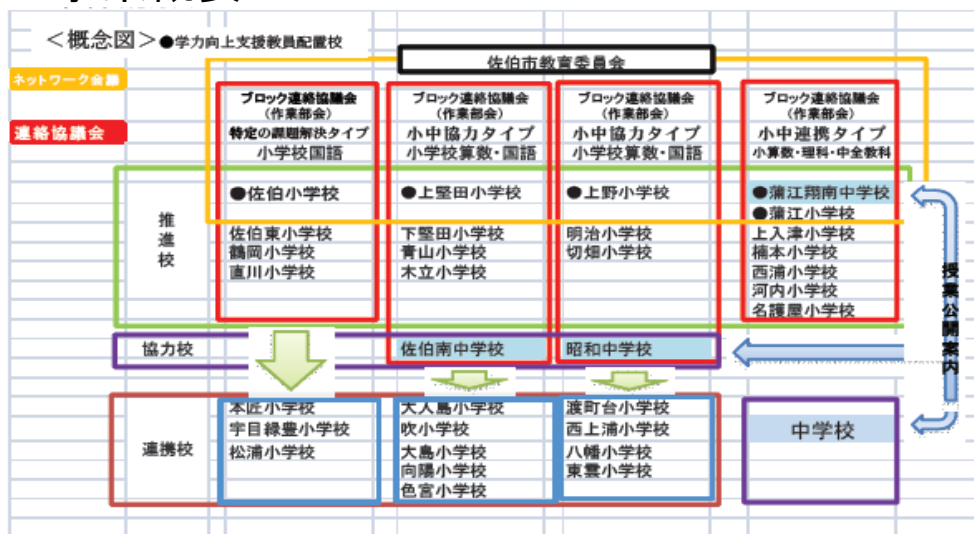 ＜概念図＞●学力向上支援教員配置校
佐伯市教育委員会
ネットワーク会議
連絡協議会
ブロック連絡協議会
（作業部会）
特定の課題解決タイプ
小学校国語
ブロック連絡協議会
（作業部会）
小中協力タイプ
小学校算数・国語
ブロック連絡協議会
（作業部会）
小中協力タイプ
小学校算数・国語
ブロック連絡協議会
（作業部会）
小中連携タイプ
小算数・理科・中全教科
推進校
●佐伯小学校
佐伯東小学校
鶴岡小学校
直川小学校
●上堅田小学校
下堅田小学校
青山小学校
木立小学校
●上野小学校
明治小学校
切畑小学校
●蒲江翔南中学校
●蒲江小学校
上入津小学校
楠本小学校
西浦小学校
河内小学校
名護屋小学校
授業公開案内
協力校
佐伯南中学校
昭和中学校
連携校
本匠小学校
宇目緑豊小学校
松浦小学校
大入島小学校
吹小学校
大島小学校
向陽小学校
色宮小学校
渡町台小学校
西上浦小学校
八幡小学校
東雲小学校
中学校